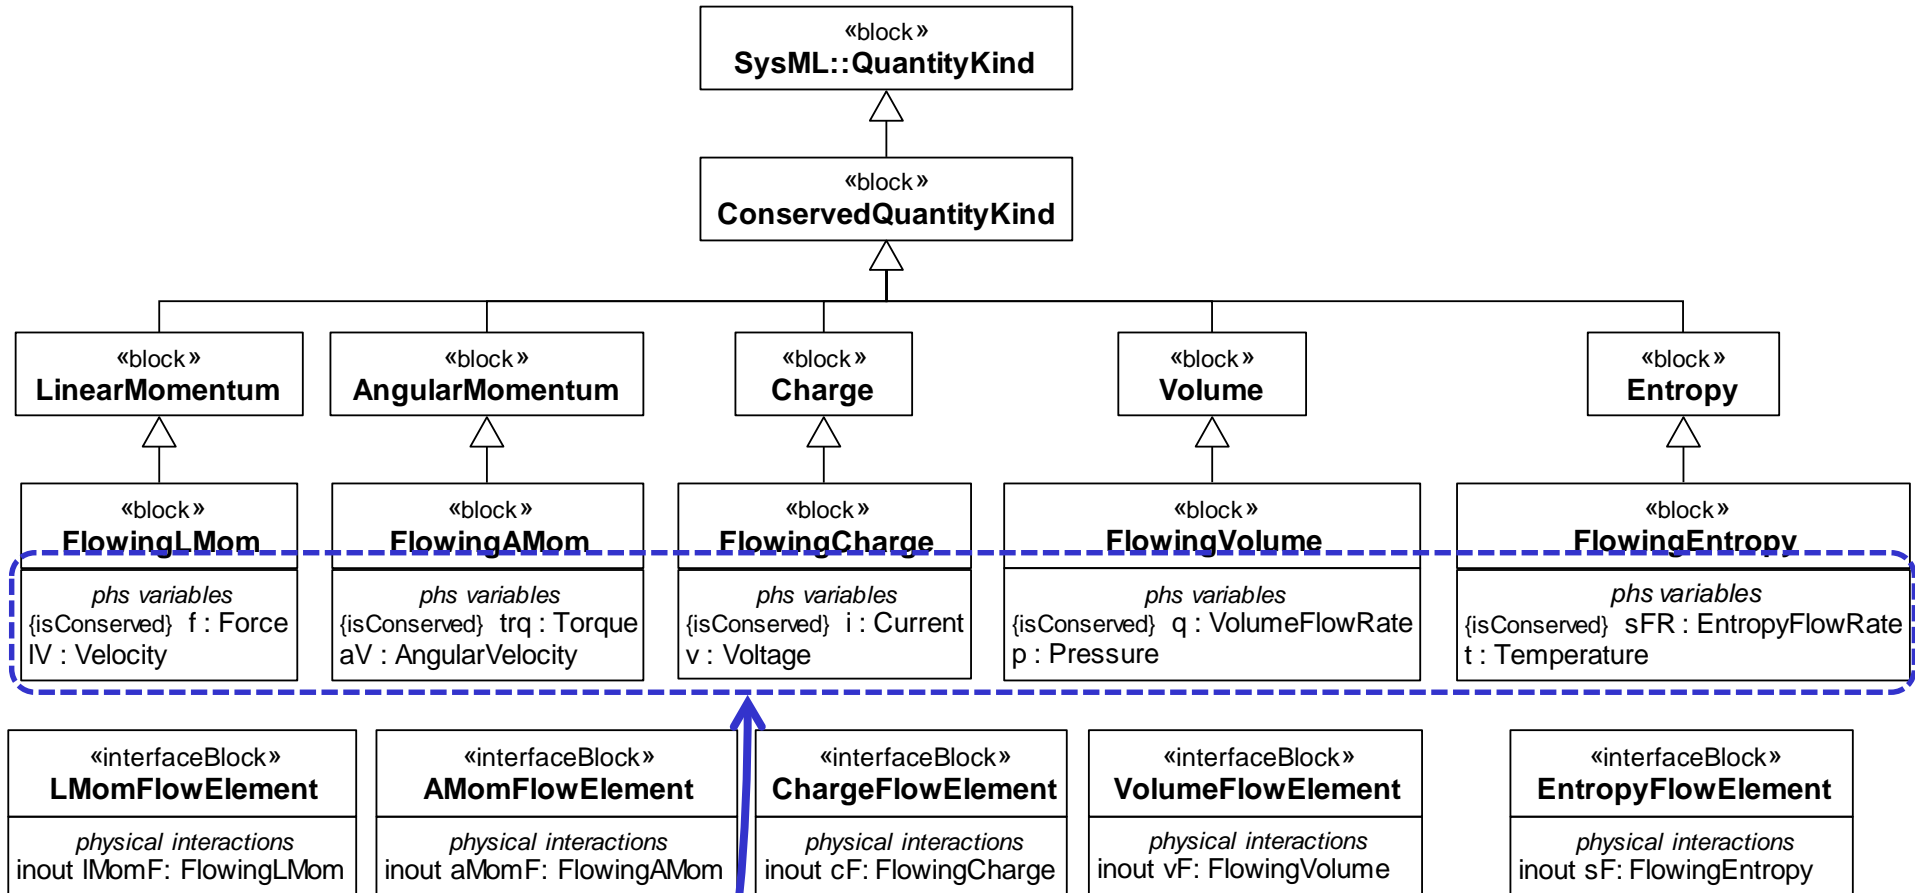 «block»
SysML::QuantityKind
«block»
ConservedQuantityKind
«block»
LinearMomentum
«block»
AngularMomentum
«block»
Charge
«block»
Volume
«block»
Entropy
«block»
FlowingLMom
phs variables
{isConserved} f : Force
lV : Velocity
«block»
FlowingAMom
phs variables
{isConserved} trq : Torque
aV : AngularVelocity
«block»
FlowingCharge
phs variables
{isConserved} i : Current
v : Voltage
«block»
FlowingVolume
phs variables
{isConserved} q : VolumeFlowRate
p : Pressure
«block»
FlowingEntropy
phs variables
{isConserved} sFR : EntropyFlowRate
t : Temperature
«interfaceBlock»
LMomFlowElement
physical interactions
inout lMomF: FlowingLMom
«interfaceBlock»
AMomFlowElement
physical interactions
inout aMomF: FlowingAMom
«interfaceBlock»
ChargeFlowElement
physical interactions
inout cF: FlowingCharge
«interfaceBlock»
VolumeFlowElement
physical interactions
inout vF: FlowingVolume
«interfaceBlock»
EntropyFlowElement
physical interactions
inout sF: FlowingEntropy